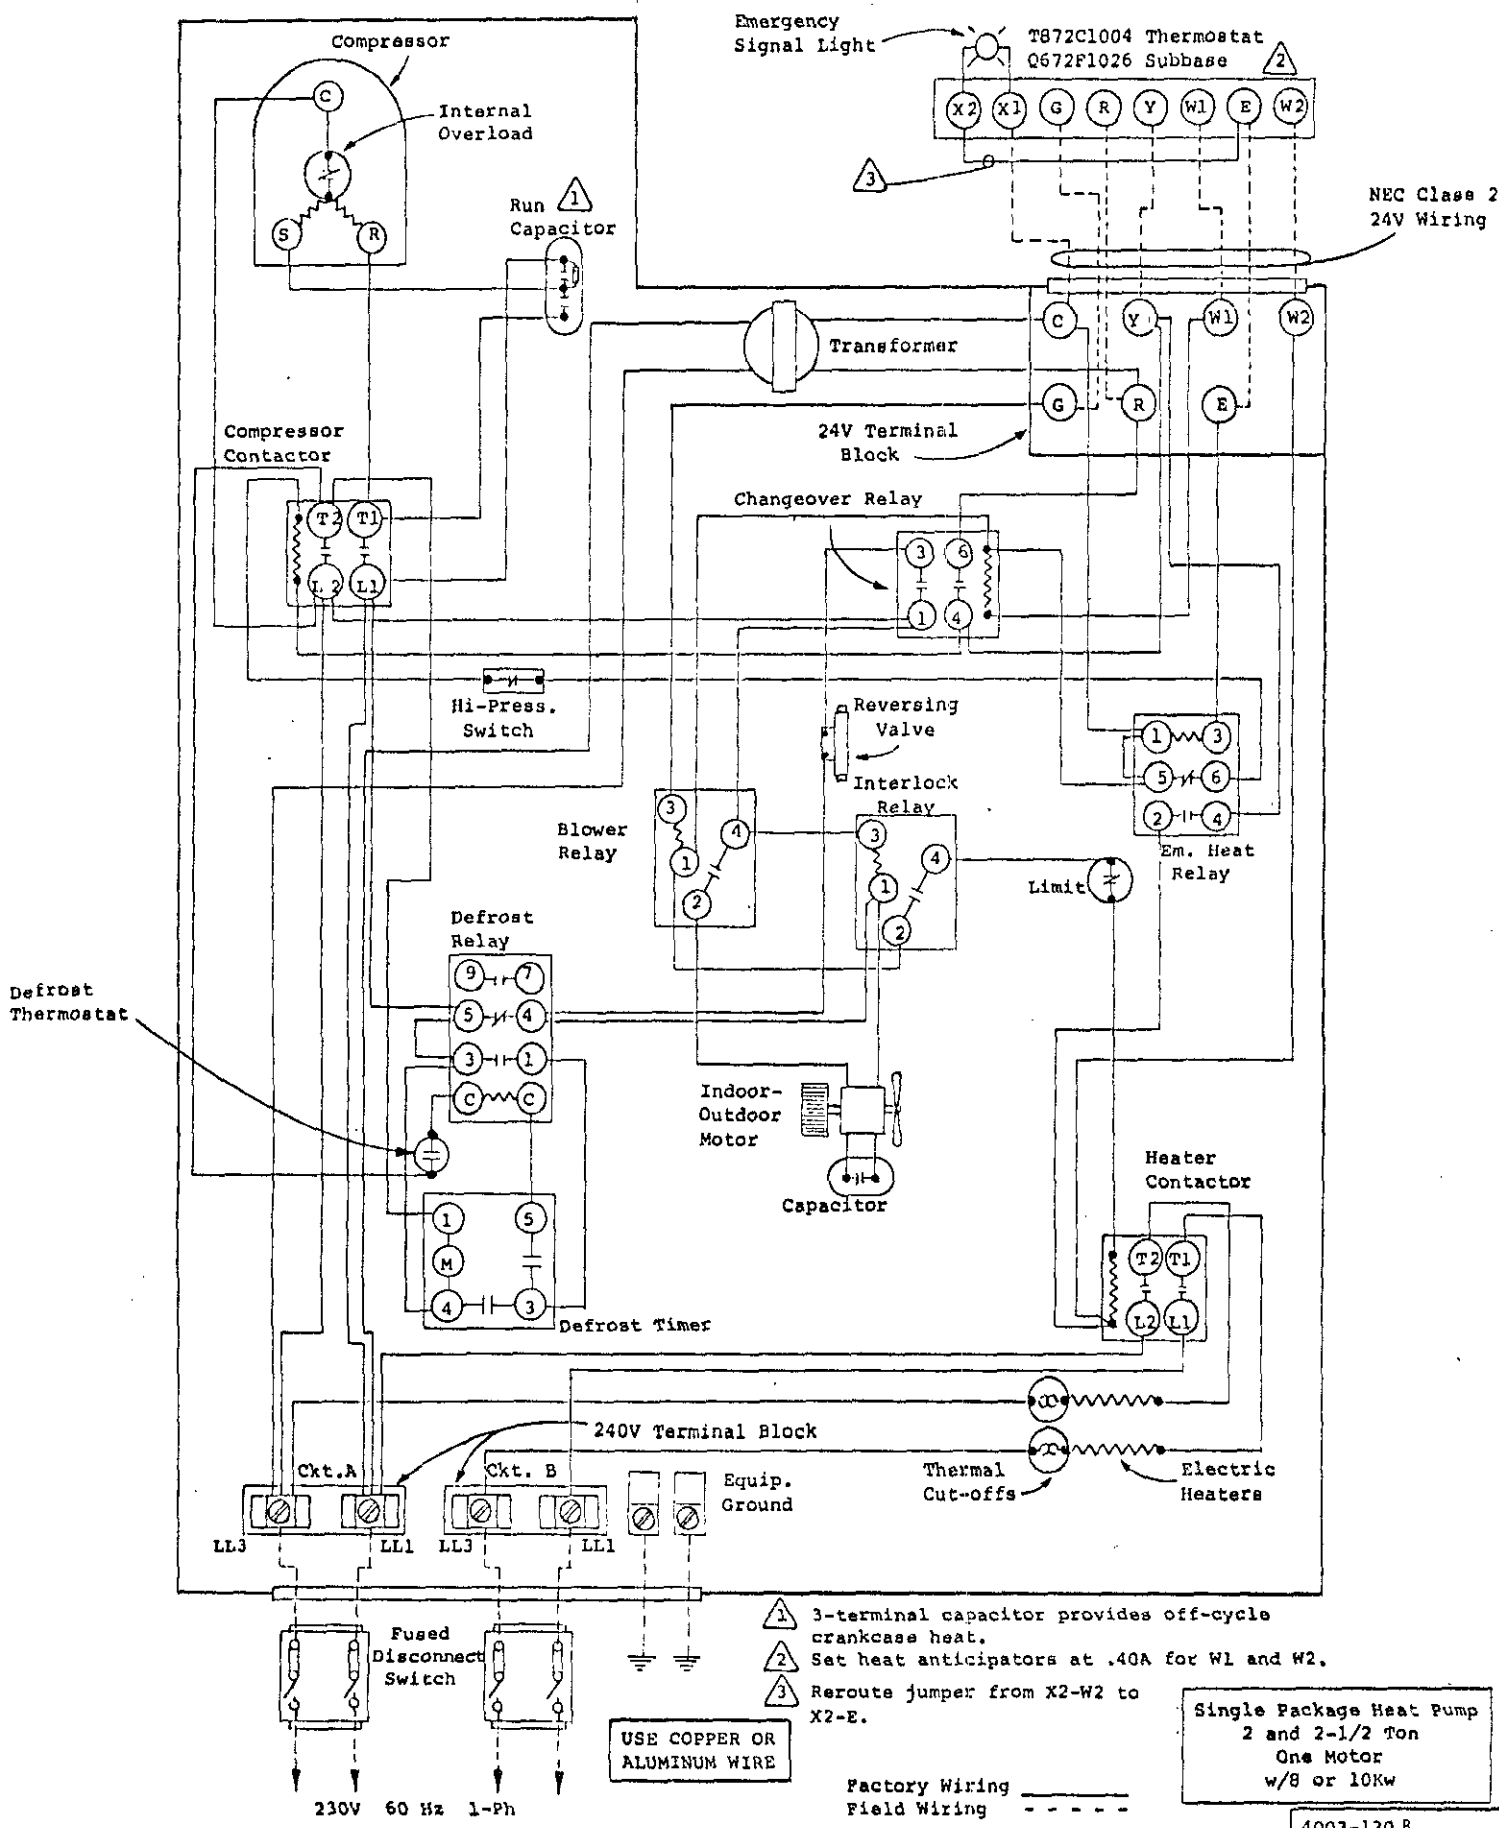 Compressor
Internal
Overload
C
S
R
Emergency
Signal Light
T872C1004 Thermostat
Q672F1026 Subbase
2
X2 X1 G R Y W1 E W2
3
NEC Class 2
24V Wiring
Run 1
Capacitor
Transformer
C Y W1 W2
G R E
24V Terminal
Block
Compressor
Contactor
T2 T1
L2 L1
Changeover Relay
3 6
1 4
Hi-Press.
Switch
Reversing
Valve
Interlock
Relay
3
4
1
2
Blower
Relay
3
4
1
2
1 3
5 6
2 4
Em. Heat
Relay
Limit
Defrost
Relay
9 7
5 4
3 1
C C
Defrost
Thermostat
Indoor-
Outdoor
Motor
Capacitor
1 5
M
4 3
Defrost Timer
Heater
Contactor
T2 T1
L2 L1
240V Terminal Block
Ckt.A
Ckt. B
Thermal
Cut-offs
Electric
Heaters
Equip.
Ground
LL3 LL1 LL3 LL1
Fused
Disconnect
Switch
230V 60 Hz 1-Ph
1 3-terminal capacitor provides off-cycle
crankcase heat.
2 Set heat anticipators at .40A for W1 and W2.
3 Reroute jumper from X2-W2 to
X2-E.
USE COPPER OR
ALUMINUM WIRE
Factory Wiring
Field Wiring
Single Package Heat Pump
2 and 2-1/2 Ton
One Motor
w/8 or 10Kw
4003-120 B